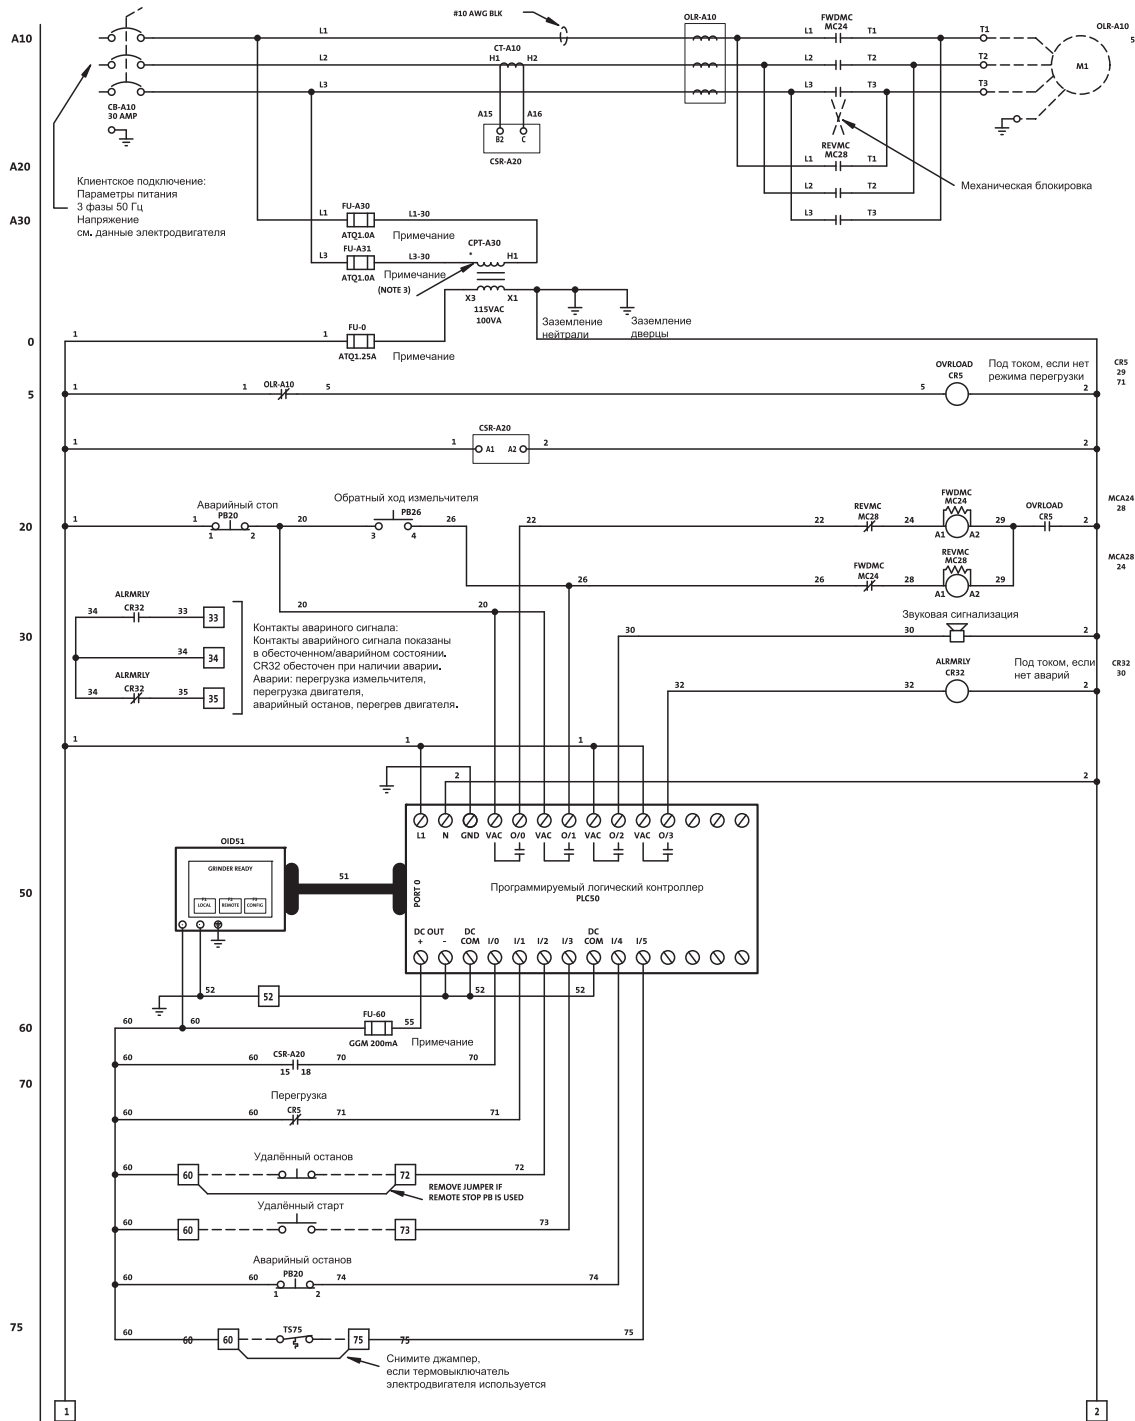 #10 AWG BLK
OLR-A10
FWDMC
MC24
OLR-A10
5
A10
L1
L1
T1
T1
CT-A10
H1
H2
L2
L2
T2
T2
M1
L3
L3
T3
T3
CB-A10
30 AMP
A15
A16
B2
C
CSR-A20
REVMC
MC28
A20
L1
T1
Механическая блокировка
L2
T2
L3
T3
Клиентское подключение:
Параметры питания
3 фазы 50 Гц
Напряжение
см. данные электродвигателя
A30
L1
FU-A30
L1-30
ATQ1.0A
Примечание
FU-A31
CPT-A30
*
H1
L3
L3-30
ATQ1.0A
Примечание
(NOTE 3)
X3
X1
115VAC
100VA
Заземление
нейтрали
Заземление
дверцы
0
1
1
FU-0
ATQ1.25A
Примечание
OVRLOAD
CR5
Под током, если нет
режима перегрузки
CR5
29
71
5
1
1
OLR-A10
5
5
2
CSR-A20
1
1
A1
A2
2
2
Аварийный стоп
PB20
Обратный ход измельчителя
PB26
FWDMC
MC24
REVMC
MC28
OVRLOAD
CR5
MCA24
28
20
1
1
1
2
20
3
4
26
22
22
24
A1
A2
29
2
REVMC
MC28
FWDMC
MC24
MCA28
24
26
26
28
A1
A2
29
ALRMRLY
CR32
34
33
33
20
20
Звуковая сигнализация
30
30
30
2
34
34
ALRMRLY
CR32
34
35
35
Контакты авариного сигнала:
Контакты аварийного сигнала показаны
в обесточенном/аварийном состоянии.
CR32 обесточен при наличии аварии.
Аварии: перегрузка измельчителя,
перегрузка двигателя,
аварийный останов, перегрев двигателя.
ALRMRLY
CR32
Под током, если
нет аварий
CR32
30
32
32
2
1
1
1
2
2
L1
N
GND
VAC
O/0
VAC
O/1
VAC
O/2
VAC
O/3
OID51
GRINDER READY
F1
LOCAL
F2
REMOTE
F3
CONFIG
51
PORT 0
50
Программируемый логический контроллер
PLC50
DC OUT
+
-
DC
COM
I/0
I/1
I/2
I/3
DC
COM
I/4
I/5
52
52
52
52
60
60
60
FU-60
55
GGM 200mA
Примечание
60
60
CSR-A20
15
18
70
70
70
Перегрузка
60
60
CR5
71
71
Удалённый останов
60
60
72
72
REMOVE JUMPER IF
REMOTE STOP PB IS USED
Удалённый старт
60
60
73
73
Аварийный останов
60
60
PB20
1
2
74
74
75
60
60
60
TS75
75
75
75
Снимите джампер,
если термовыключатель
электродвигателя используется
1
2